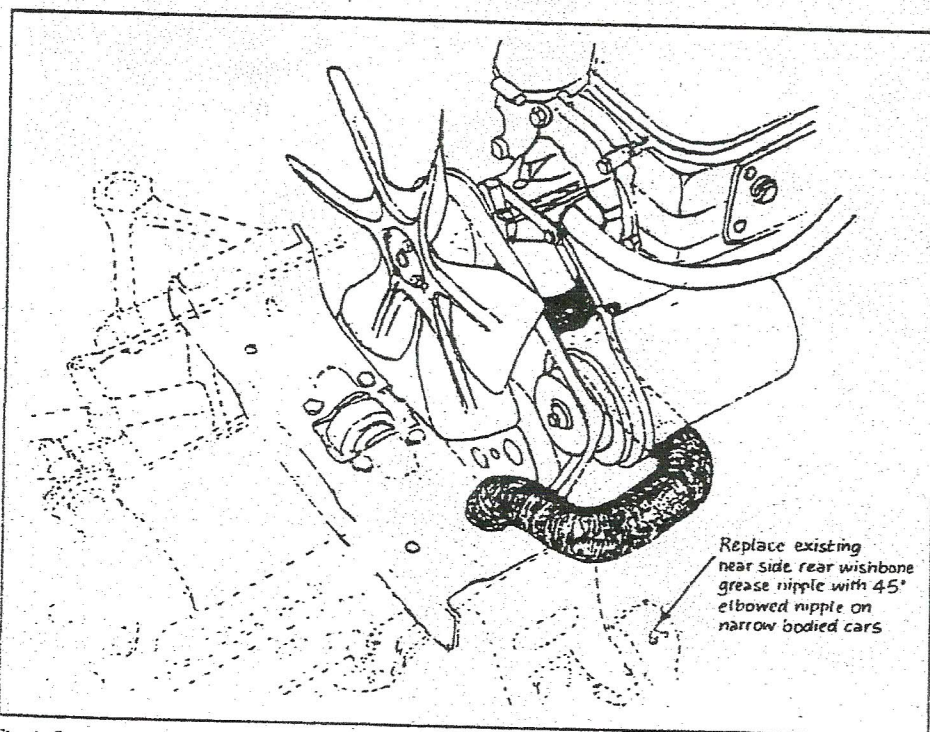 Replace existing
near side rear wishbone
grease nipple with 45°
elbowed nipple on
narrow bodied cars